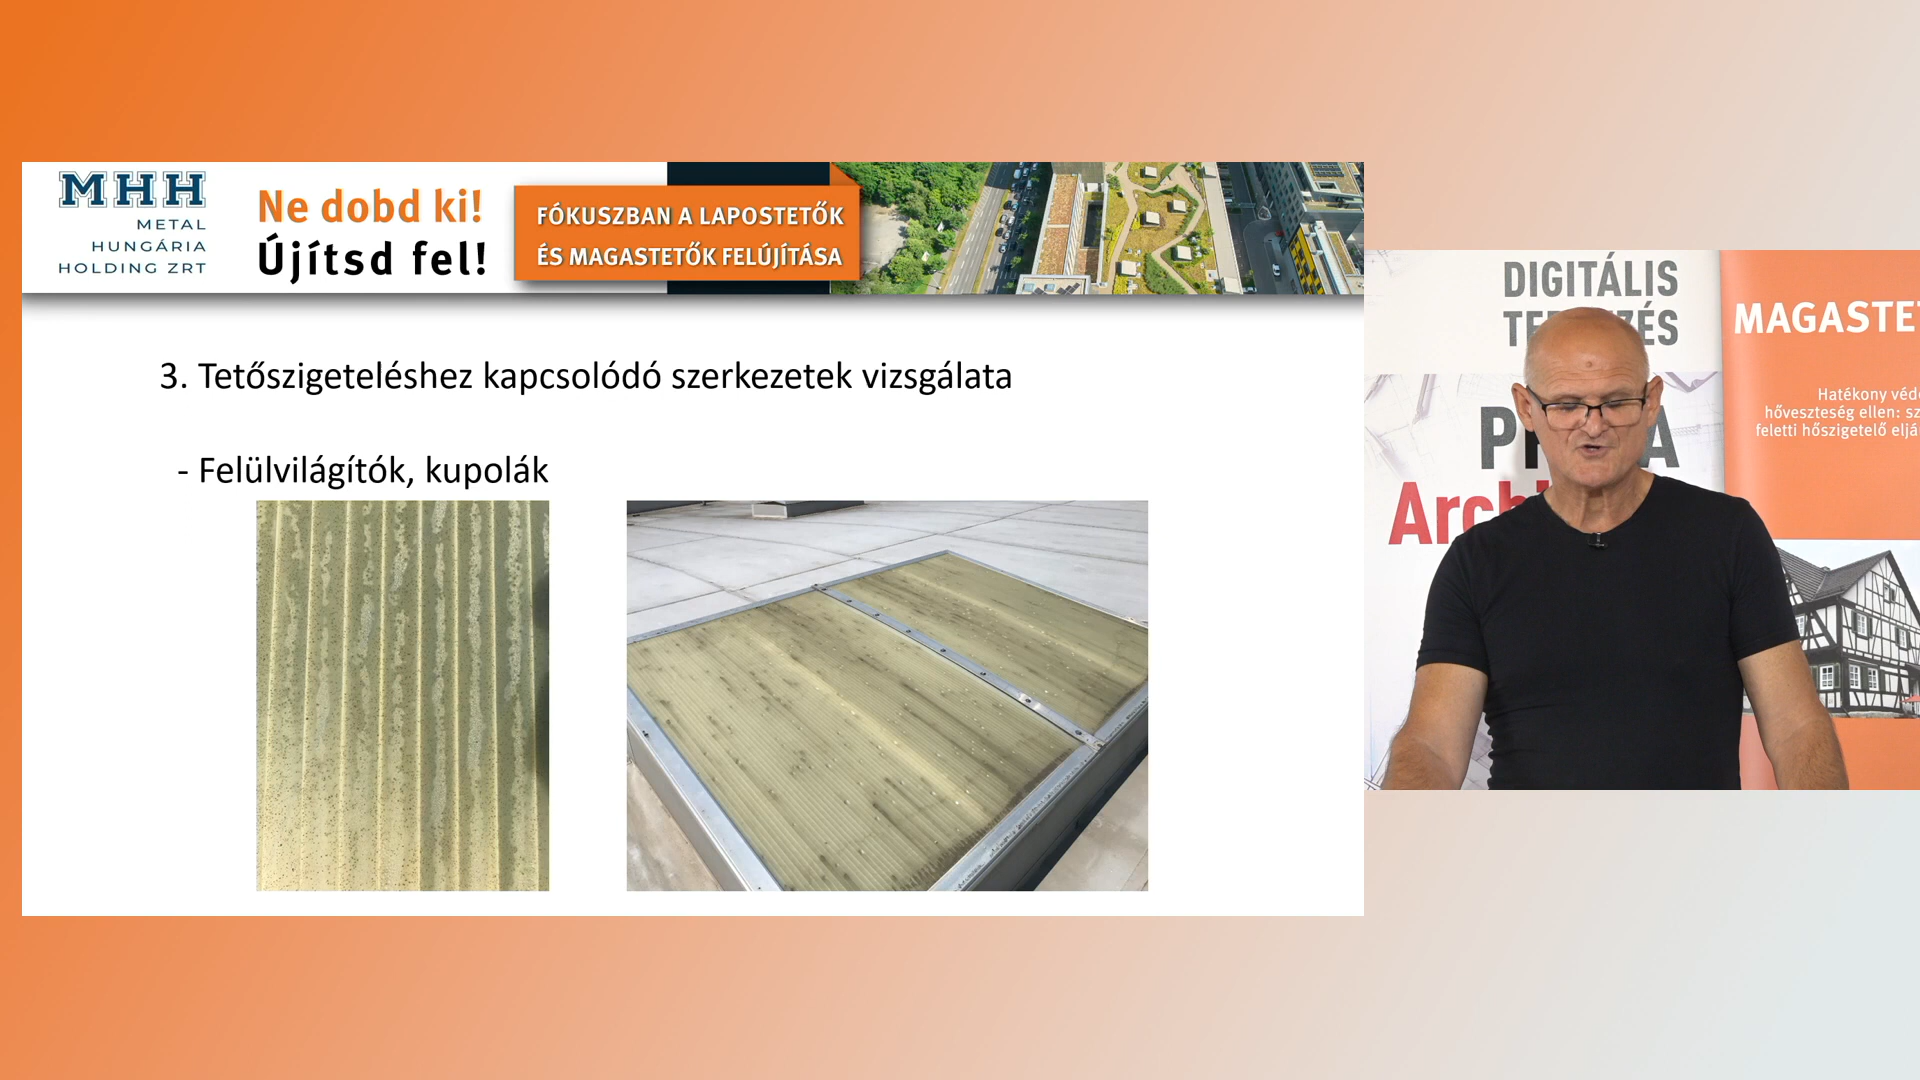 MHH
METAL
HUNGÁRIA
HOLDING ZRT
Ne dobd ki!
Újítsd fel!
FÓKUSZBAN A LAPOSTETŐK
ÉS MAGASTETŐK FELÚJÍTÁSA
3. Tetőszigeteléshez kapcsolódó szerkezetek vizsgálata
- Felülvilágítók, kupolák
DIGITÁLIS
MAGASTE
Hatékony véd
hőveszteség ellen: sz
feletti hőszigetelő eljá